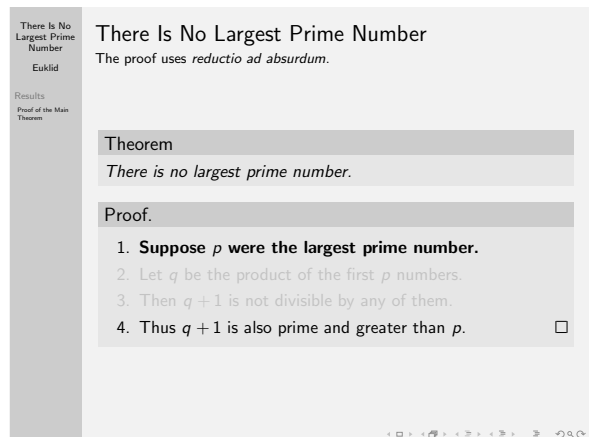 There Is No
Largest Prime
Number
Euklid
Results
Proof of the Main
Theorem
There Is No Largest Prime Number
The proof uses reductio ad absurdum.
Theorem
There is no largest prime number.
Proof.
1. Suppose p were the largest prime number.
2. Let q be the product of the first p numbers.
3. Then q + 1 is not divisible by any of them.
4. Thus q + 1 is also prime and greater than p. □